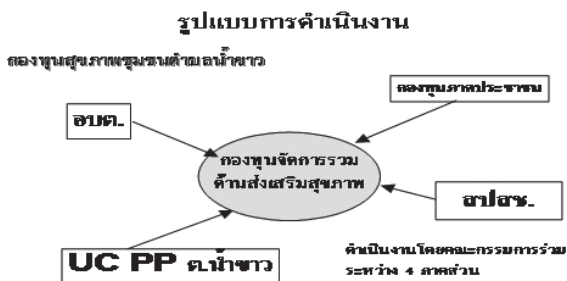 รูปแบบการดำเนินงาน
กองทุนสุขภาพชุมชนตำบลน้ำขาว
กองทุนภาคประชาชน
อบต.
กองทุนจัดการรวม
ด้านส่งเสริมสุขภาพ
สปสช.
UC PP ต.น้ำขาว
ดำเนินงานโดยคณะกรรมการร่วม
ระหว่าง 4 ภาคส่วน